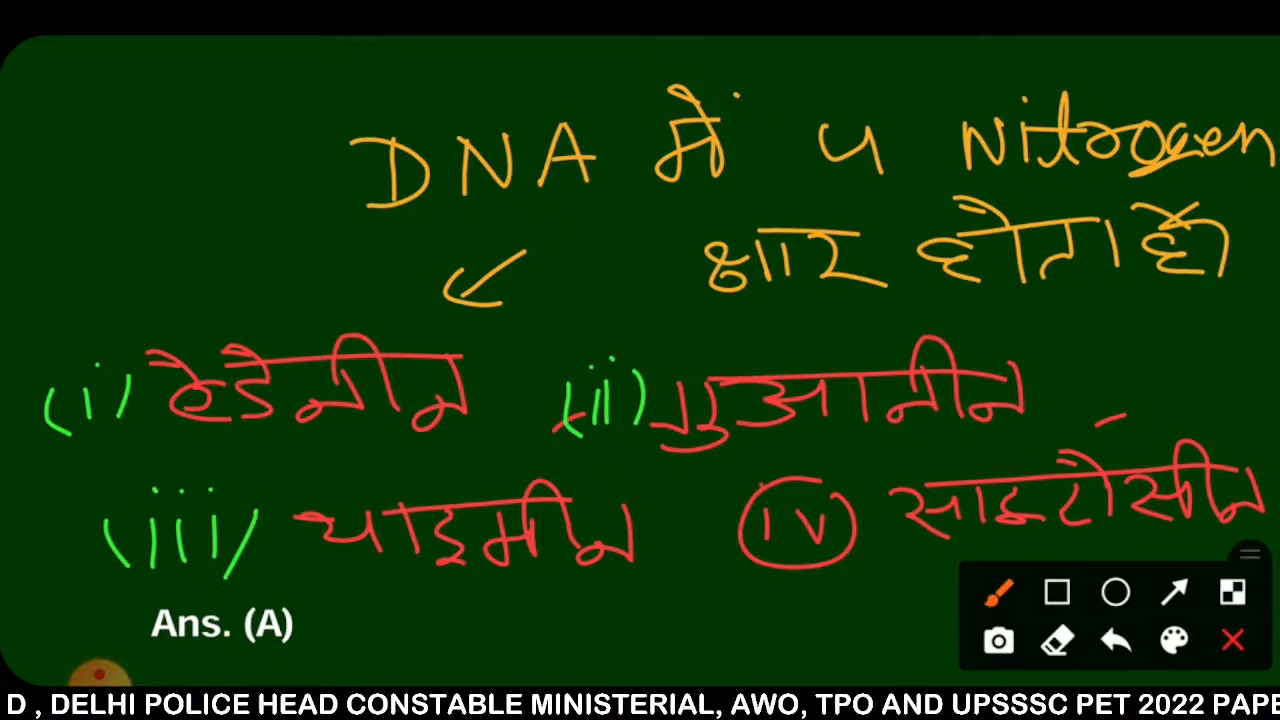 DNA में 4 Nitrogen
क्षार होता है
(i) ऐडेनीन (ii) गुआनीन
(iii) थाइमीन (iv) साइटोसीन
Ans. (A)
D , DELHI POLICE HEAD CONSTABLE MINISTERIAL, AWO, TPO AND UPSSSC PET 2022 PAPE